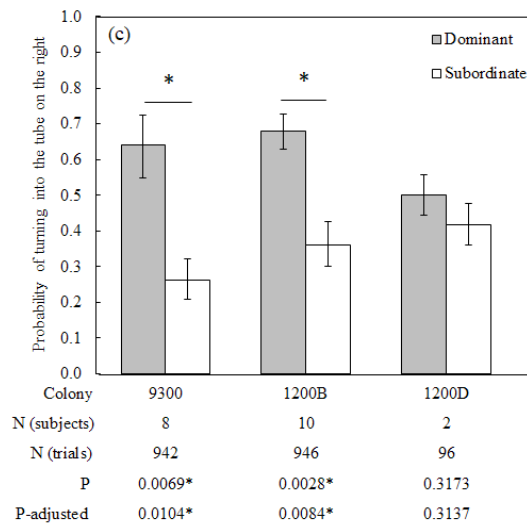 (c)
Probability of turning into the tube on the right
1.0
0.9
0.8
0.7
0.6
0.5
0.4
0.3
0.2
0.1
0.0
Dominant
Subordinate
*
*
Colony 9300 1200B 1200D
N (subjects) 8 10 2
N (trials) 942 946 96
P 0.0069* 0.0028* 0.3173
P-adjusted 0.0104* 0.0084* 0.3137